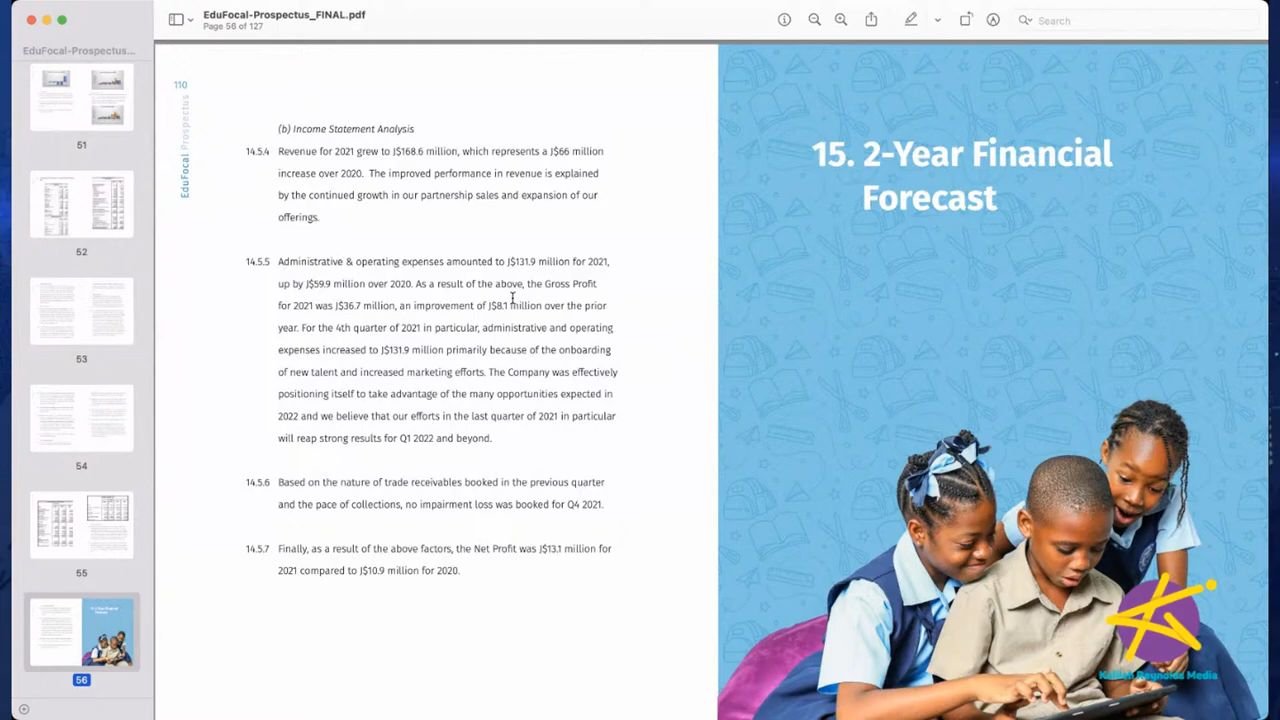 EduFocal-Prospectus_FINAL.pdf
Page 56 of 127
Search
EduFocal-Prospectus...
51
52
53
54
55
56
110
EduFocal Prospectus
(b) Income Statement Analysis
14.5.4 Revenue for 2021 grew to J$168.6 million, which represents a J$66 million
increase over 2020. The improved performance in revenue is explained
by the continued growth in our partnership sales and expansion of our
offerings.
14.5.5 Administrative & operating expenses amounted to J$131.9 million for 2021,
up by J$59.9 million over 2020. As a result of the above, the Gross Profit
for 2021 was J$36.7 million, an improvement of J$8.1 million over the prior
year. For the 4th quarter of 2021 in particular, administrative and operating
expenses increased to J$131.9 million primarily because of the onboarding
of new talent and increased marketing efforts. The Company was effectively
positioning itself to take advantage of the many opportunities expected in
2022 and we believe that our efforts in the last quarter of 2021 in particular
will reap strong results for Q1 2022 and beyond.
14.5.6 Based on the nature of trade receivables booked in the previous quarter
and the pace of collections, no impairment loss was booked for Q4 2021.
14.5.7 Finally, as a result of the above factors, the Net Profit was J$13.1 million for
2021 compared to J$10.9 million for 2020.
15. 2-Year Financial
Forecast
Reynolds Media